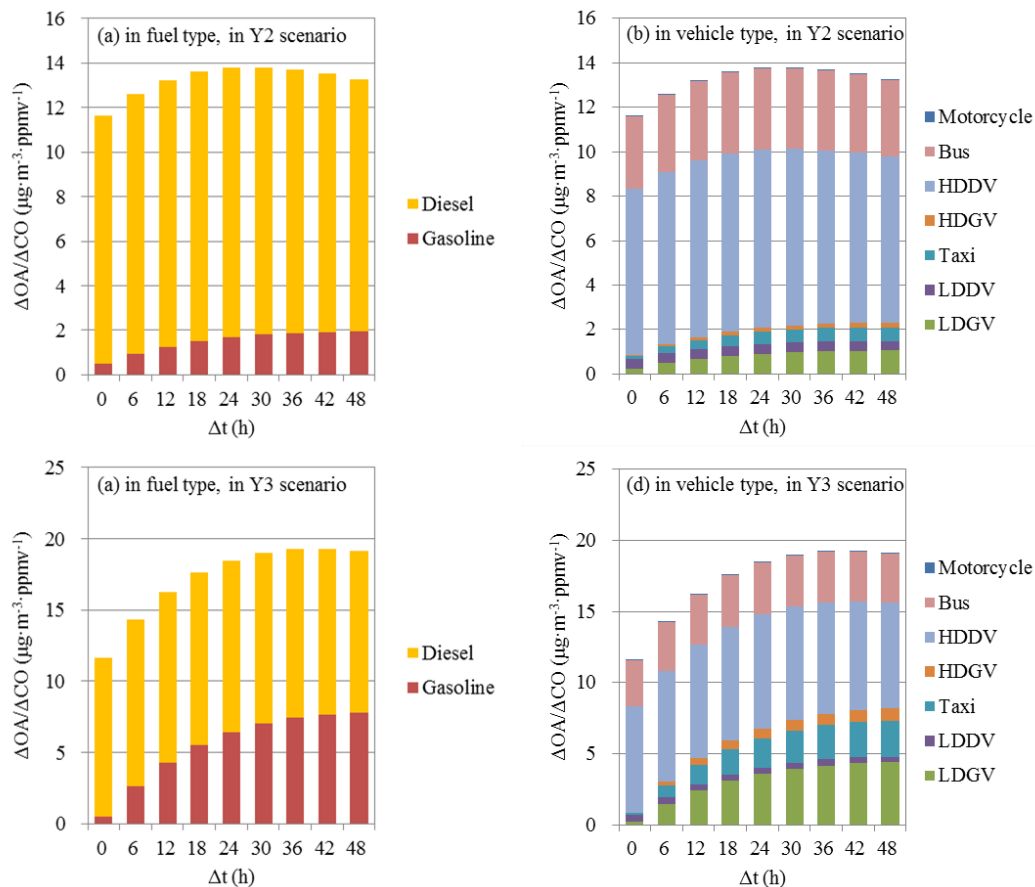 (a) in fuel type, in Y2 scenario
ΔOA/ΔCO (µg·m⁻³·ppmv⁻¹)
16
14
12
10
8
6
4
2
0
0 6 12 18 24 30 36 42 48
Δt (h)
Diesel
Gasoline
(b) in vehicle type, in Y2 scenario
ΔOA/ΔCO (µg·m⁻³·ppmv⁻¹)
16
14
12
10
8
6
4
2
0
0 6 12 18 24 30 36 42 48
Δt (h)
Motorcycle
Bus
HDDV
HDGV
Taxi
LDDV
LDGV
(a) in fuel type, in Y3 scenario
ΔOA/ΔCO (µg·m⁻³·ppmv⁻¹)
25
20
15
10
5
0
0 6 12 18 24 30 36 42 48
Δt (h)
Diesel
Gasoline
(d) in vehicle type, in Y3 scenario
ΔOA/ΔCO (µg·m⁻³·ppmv⁻¹)
25
20
15
10
5
0
0 6 12 18 24 30 36 42 48
Δt (h)
Motorcycle
Bus
HDDV
HDGV
Taxi
LDDV
LDGV